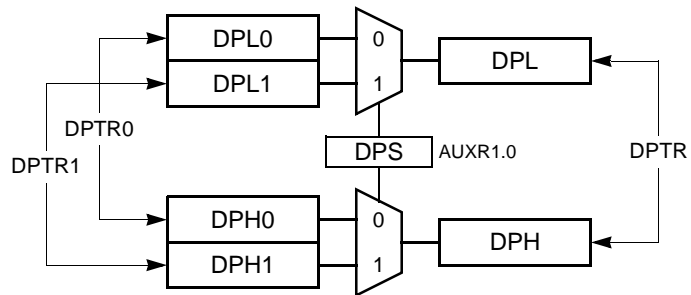 DPL0 0 DPL
DPL1 1
DPTR0 DPS AUXR1.0 DPTR
DPTR1
DPH0 0 DPH
DPH1 1